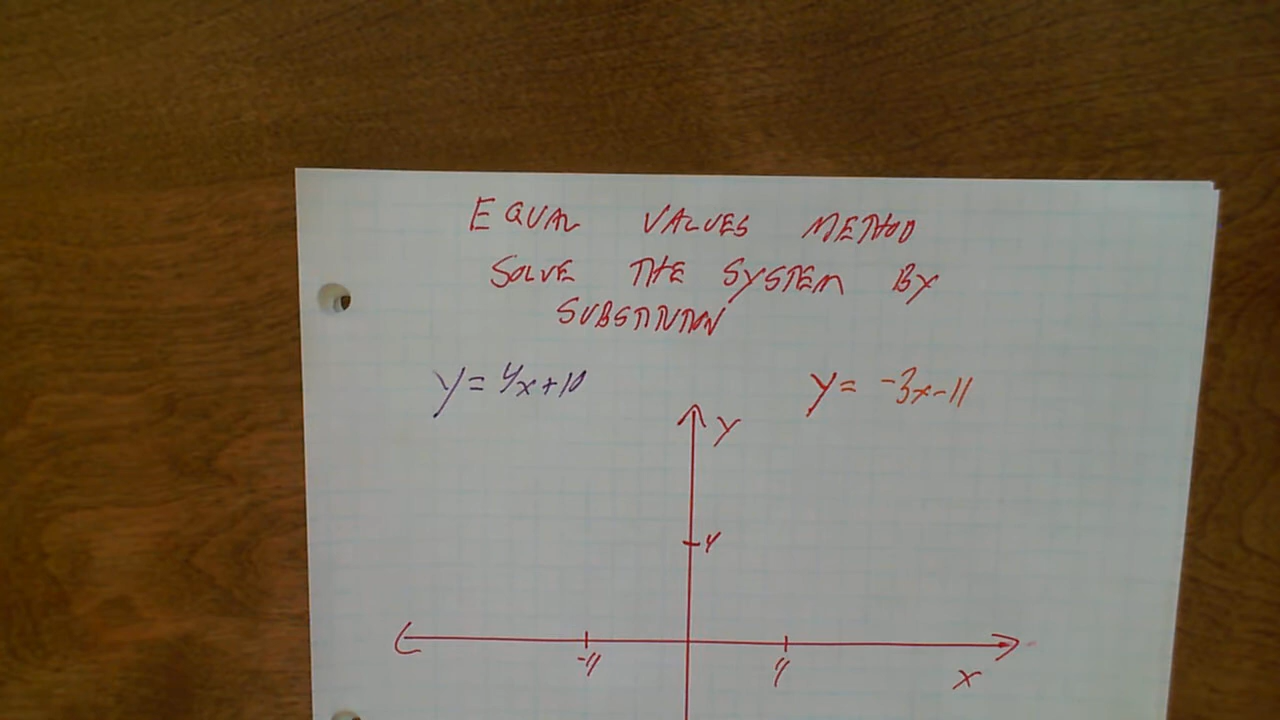 EQUAL VALUES METHOD
SOLVE THE SYSTEM BY
SUBSTITUTION
y = 4x+10
y = -3x-11
y
4
-4
4
x